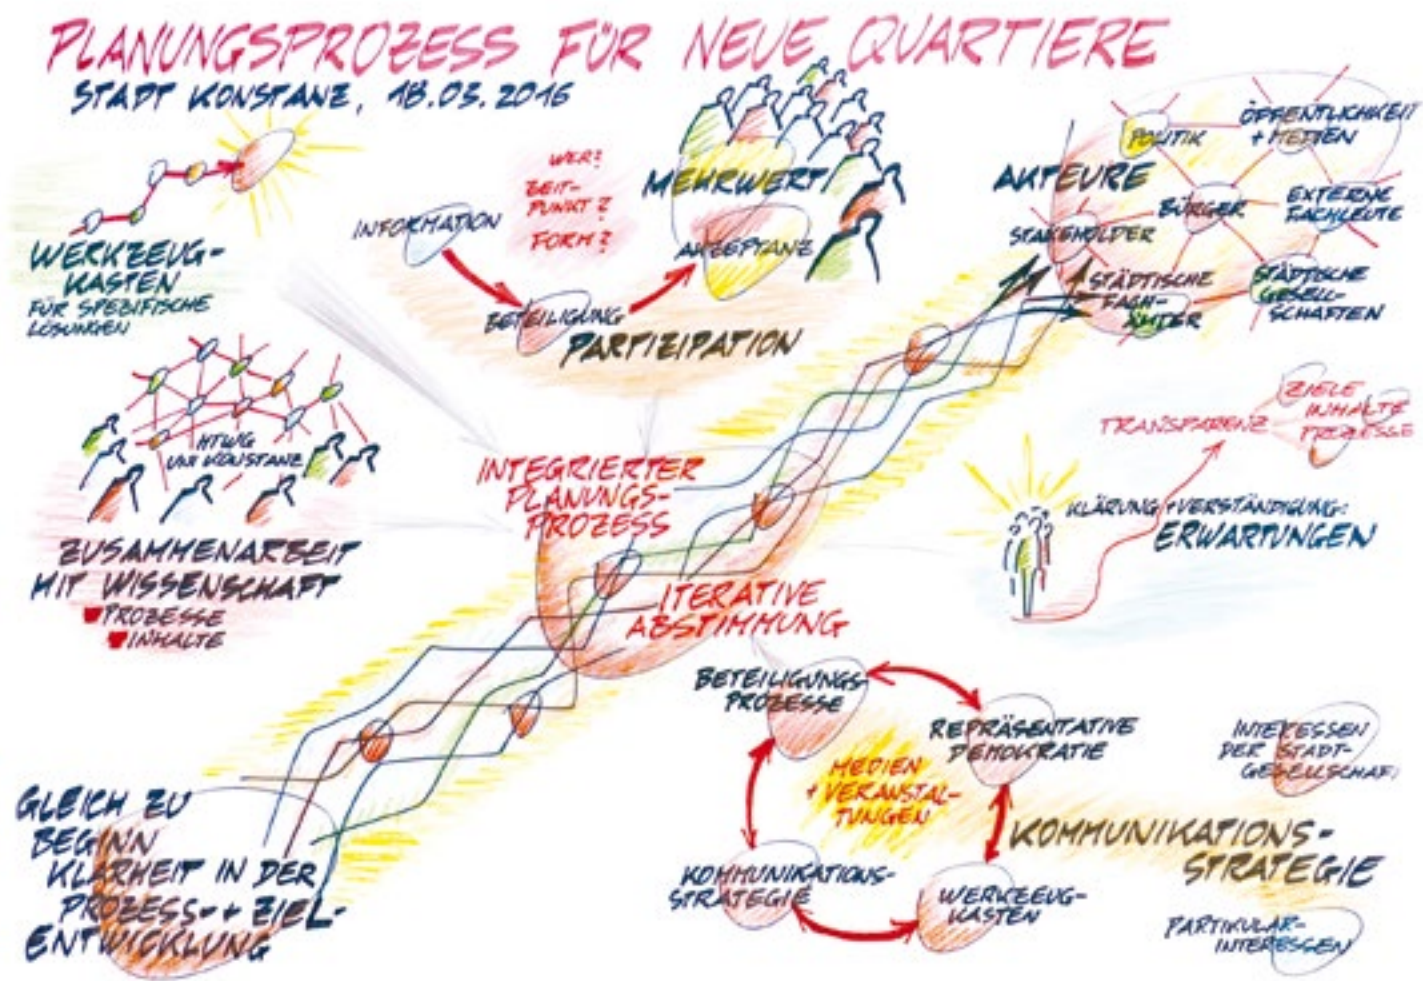 PLANUNGSPROZESS FÜR NEUE QUARTIERE
STADT KONSTANZ, 18.03.2016
WERKZEUG-
KASTEN
FÜR SPEZIFISCHE
LÖSUNGEN
INFORMATION
WER?
ZEIT-
PUNKT?
FORM?
BETEILIGUNG
MEHRWERT
AKZEPTANZ
PARTIZIPATION
AKTEURE
POLITIK
ÖFFENTLICHKEIT
+ MEDIEN
BÜRGER
EXTERNE
FACHLEUTE
STAKEHOLDER
STÄDTISCHE
FACH-
ÄMTER
STÄDTISCHE
GESELL-
SCHAFTEN
HTWG
UNI KONSTANZ
ZUSAMMENARBEIT
MIT WISSENSCHAFT
PROZESSE
INHALTE
INTEGRIERTER
PLANUNGS-
PROZESS
ITERATIVE
ABSTIMMUNG
TRANSPARENZ
ZIELE
INHALTE
PROZESSE
KLÄRUNG + VERSTÄNDIGUNG:
ERWARTUNGEN
GLEICH ZU
BEGINN
KLARHEIT IN DER
PROZESS- + ZIEL-
ENTWICKLUNG
BETEILIGUNGS-
PROZESSE
REPRÄSENTATIVE
DEMOKRATIE
MEDIEN
+ VERANSTAL-
TUNGEN
KOMMUNIKATIONS-
STRATEGIE
WERKZEUG-
KASTEN
INTERESSEN
DER STADT-
GESELLSCHAFT
KOMMUNIKATIONS-
STRATEGIE
PARTIKULAR-
INTERESSEN